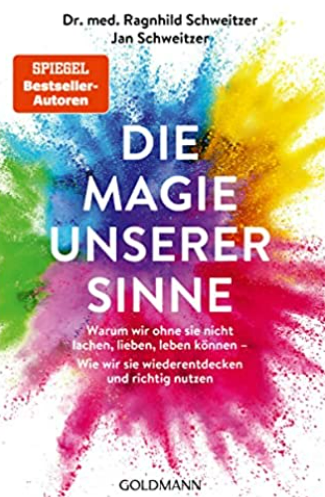 Dr. med. Ragnhild Schweitzer
Jan Schweitzer
SPIEGEL
Bestseller-
Autoren
DIE
MAGIE
UNSERER
SINNE
Warum wir ohne sie nicht
lachen, lieben, leben können –
Wie wir sie wiederentdecken
und richtig nutzen
GOLDMANN